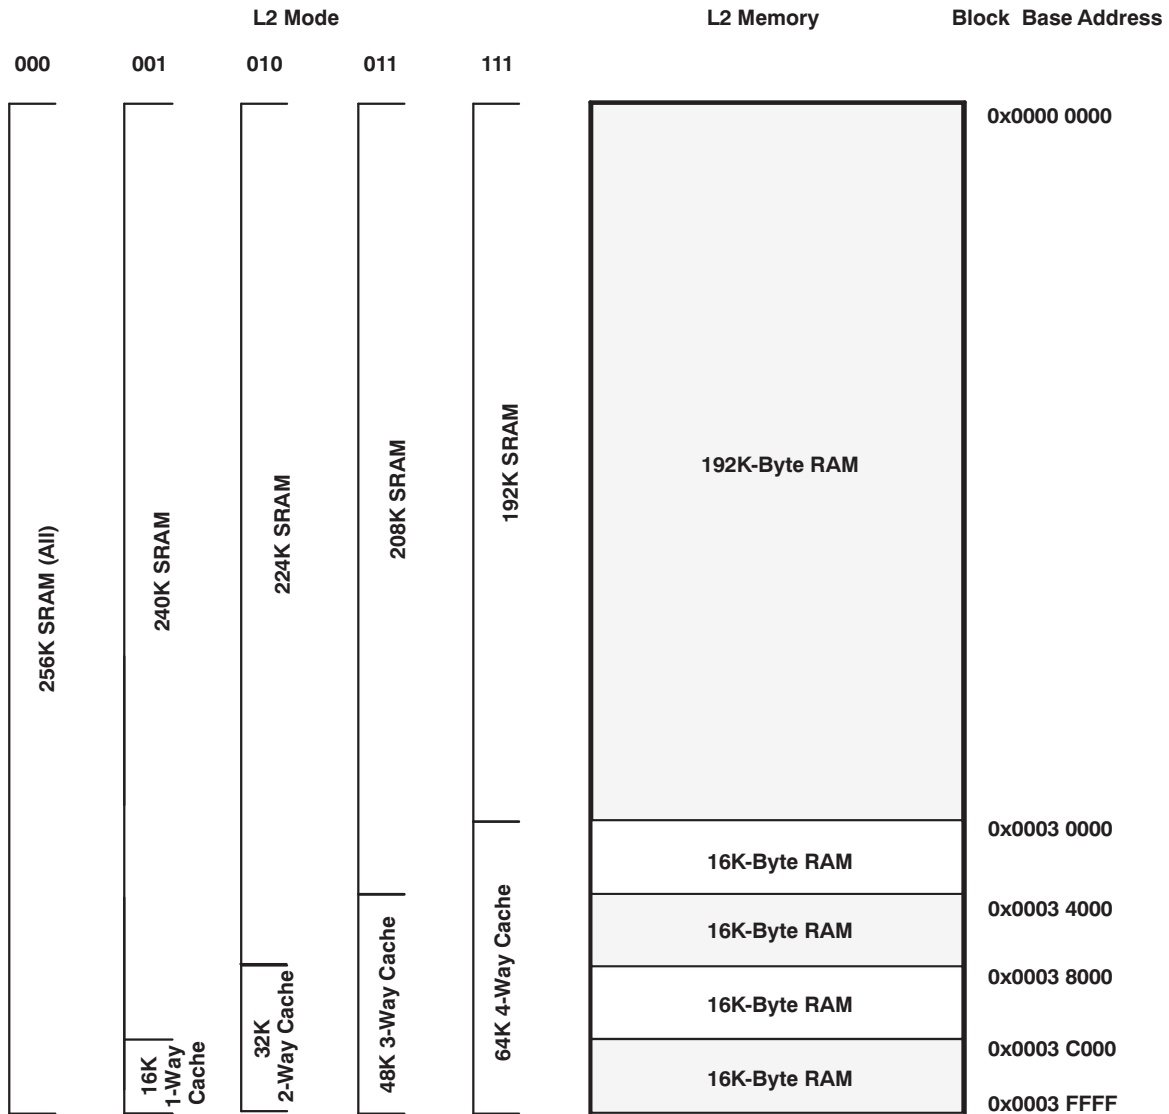 L2 Mode
L2 Memory
Block Base Address
000
001
010
011
111
256K SRAM (All)
240K SRAM
16K
1-Way
Cache
224K SRAM
32K
2-Way Cache
208K SRAM
48K 3-Way Cache
192K SRAM
64K 4-Way Cache
192K-Byte RAM
16K-Byte RAM
16K-Byte RAM
16K-Byte RAM
16K-Byte RAM
0x0000 0000
0x0003 0000
0x0003 4000
0x0003 8000
0x0003 C000
0x0003 FFFF